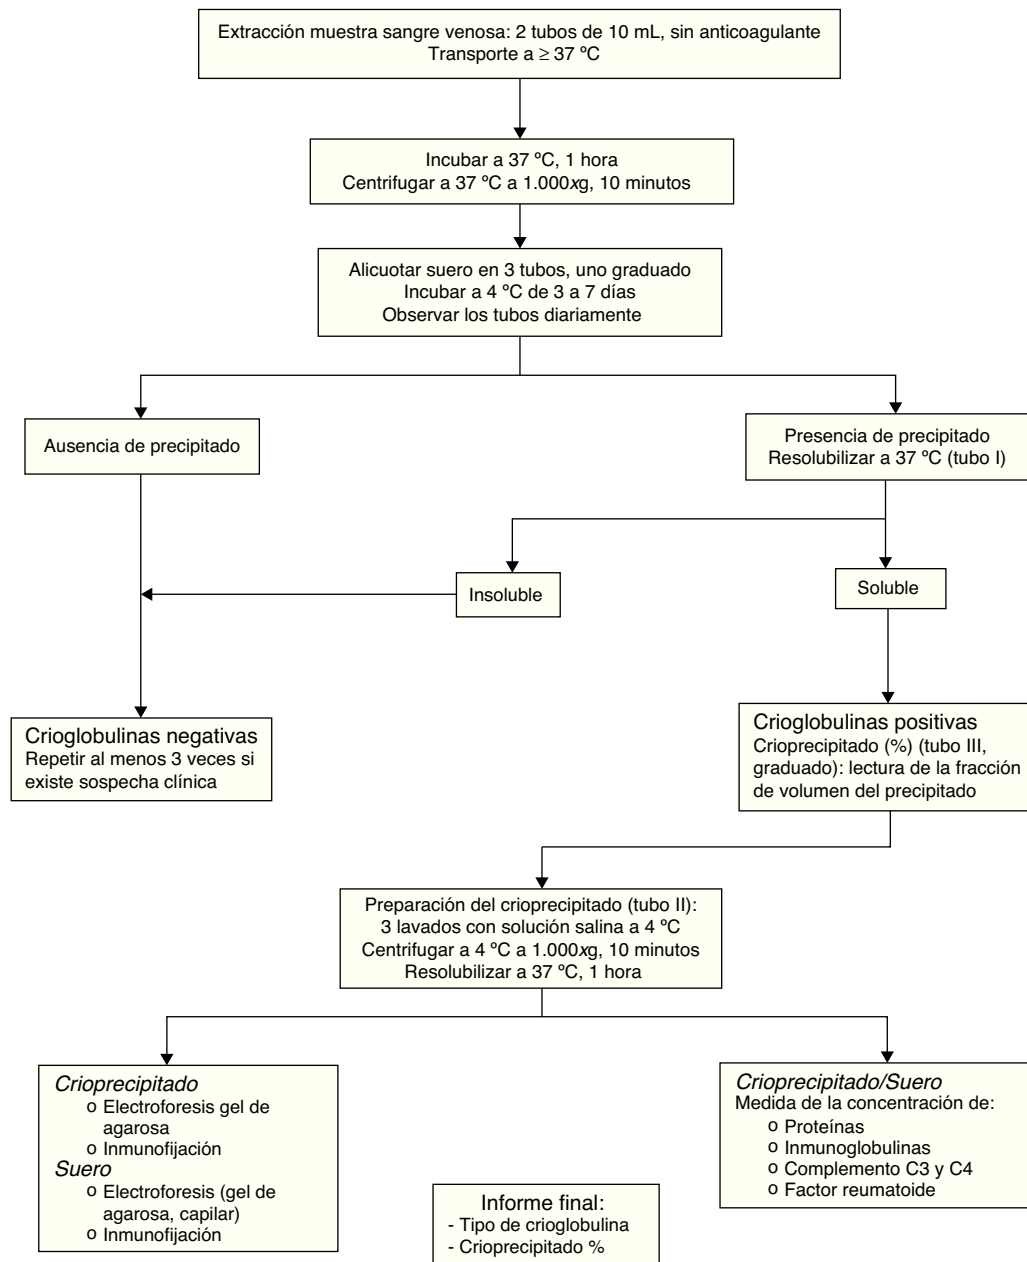 Extracción muestra sangre venosa: 2 tubos de 10 mL, sin anticoagulante
Transporte a ≥ 37 ºC
Incubar a 37 ºC, 1 hora
Centrifugar a 37 ºC a 1.000xg, 10 minutos
Alicuotar suero en 3 tubos, uno graduado
Incubar a 4 ºC de 3 a 7 días
Observar los tubos diariamente
Ausencia de precipitado
Presencia de precipitado
Resolubilizar a 37 ºC (tubo I)
Insoluble
Soluble
Crioglobulinas negativas
Repetir al menos 3 veces si
existe sospecha clínica
Crioglobulinas positivas
Crioprecipitado (%) (tubo III,
graduado): lectura de la fracción
de volumen del precipitado
Preparación del crioprecipitado (tubo II):
3 lavados con solución salina a 4 ºC
Centrifugar a 4 ºC a 1.000xg, 10 minutos
Resolubilizar a 37 ºC, 1 hora
Crioprecipitado
o Electroforesis gel de
agarosa
o Inmunofijación
Suero
o Electroforesis (gel de
agarosa, capilar)
o Inmunofijación
Crioprecipitado/Suero
Medida de la concentración de:
o Proteínas
o Inmunoglobulinas
o Complemento C3 y C4
o Factor reumatoide
Informe final:
- Tipo de crioglobulina
- Crioprecipitado %